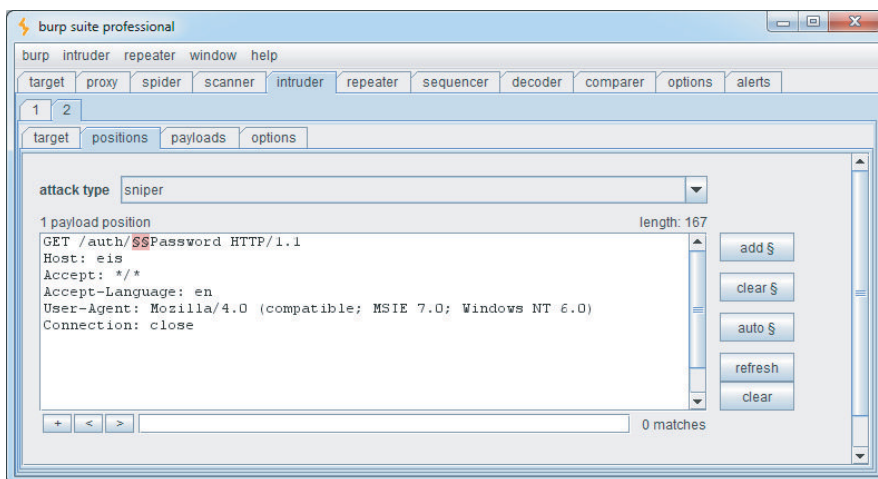 burp suite professional
burp intruder repeater window help
target proxy spider scanner intruder repeater sequencer decoder comparer options alerts
1 2
target positions payloads options
attack type sniper
1 payload position length: 167
GET /auth/§§Password HTTP/1.1
Host: eis
Accept: */*
Accept-Language: en
User-Agent: Mozilla/4.0 (compatible; MSIE 7.0; Windows NT 6.0)
Connection: close
add §
clear §
auto §
refresh
clear
+ < > 0 matches